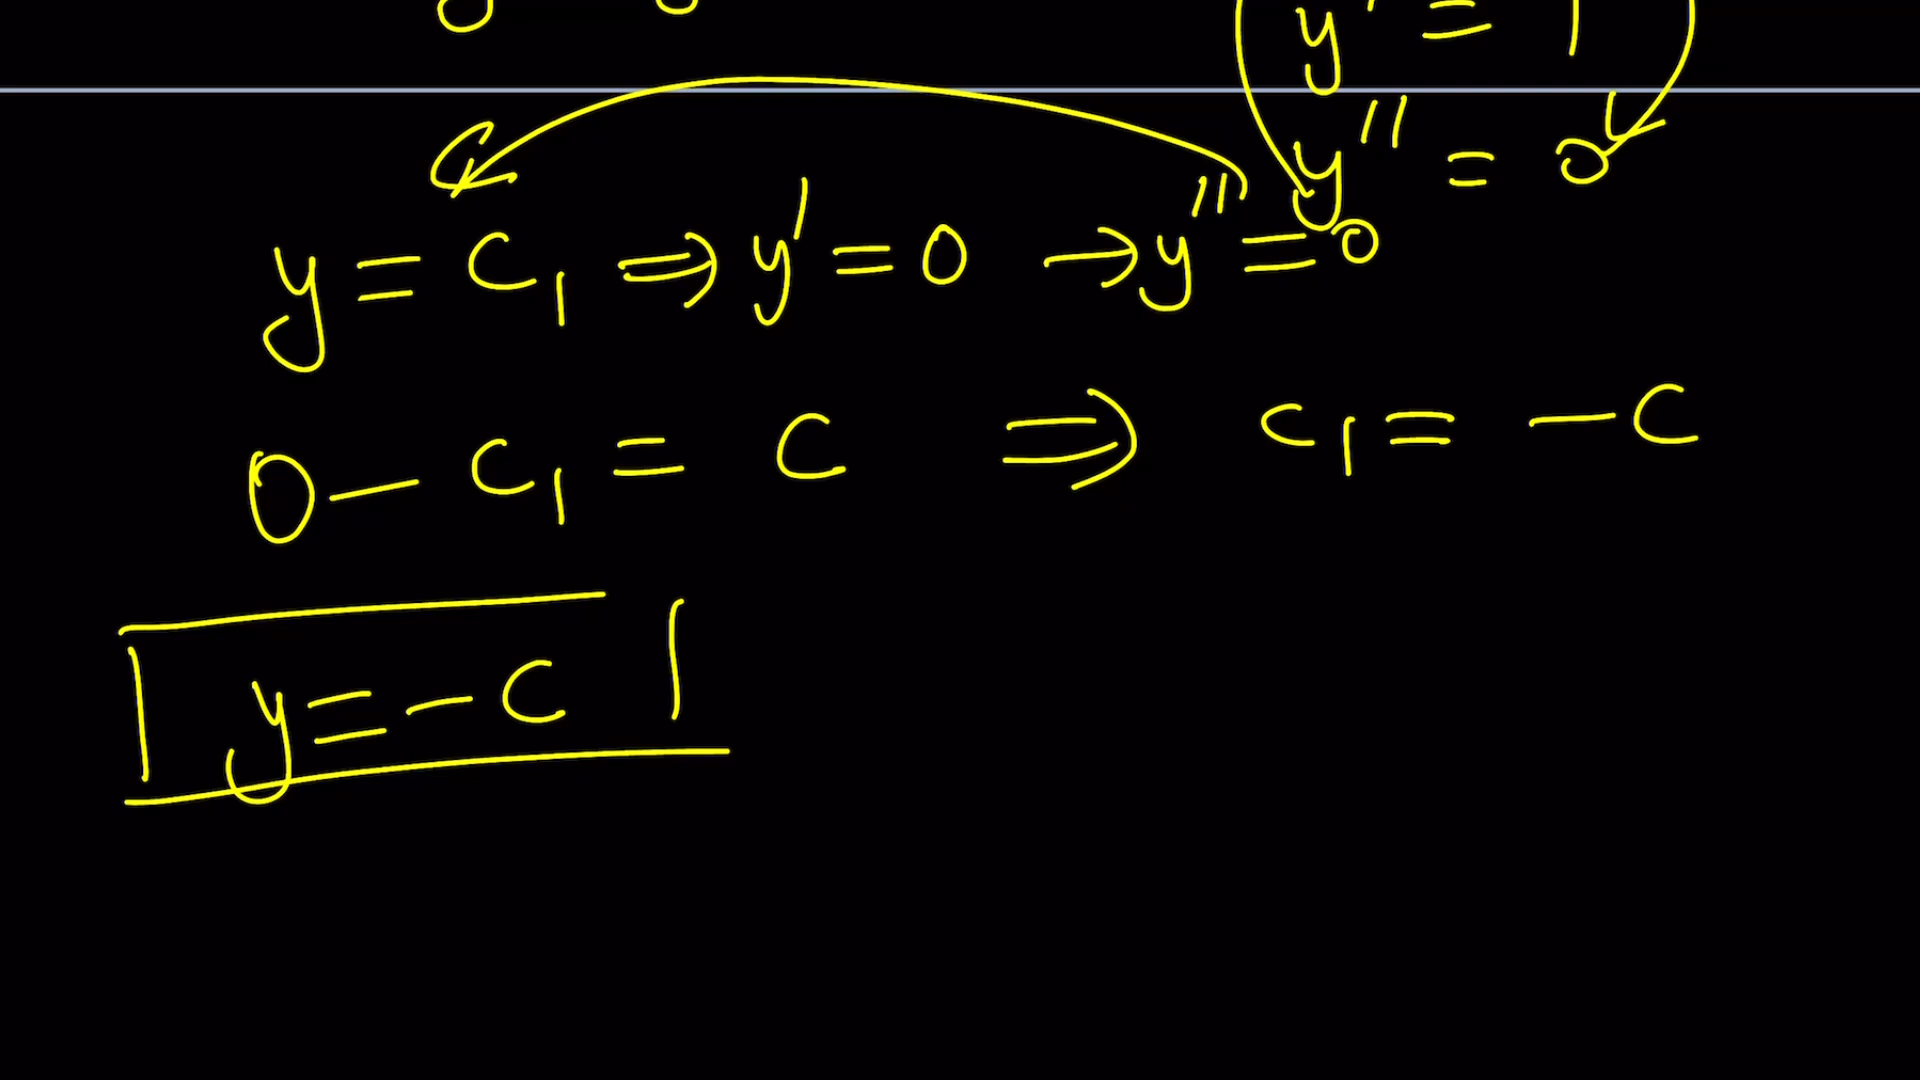 y' = 1
y'' = 0
y = C₁ ⇒ y' = 0 → y'' = 0
0 − C₁ = C ⇒ C₁ = − C
y = − C